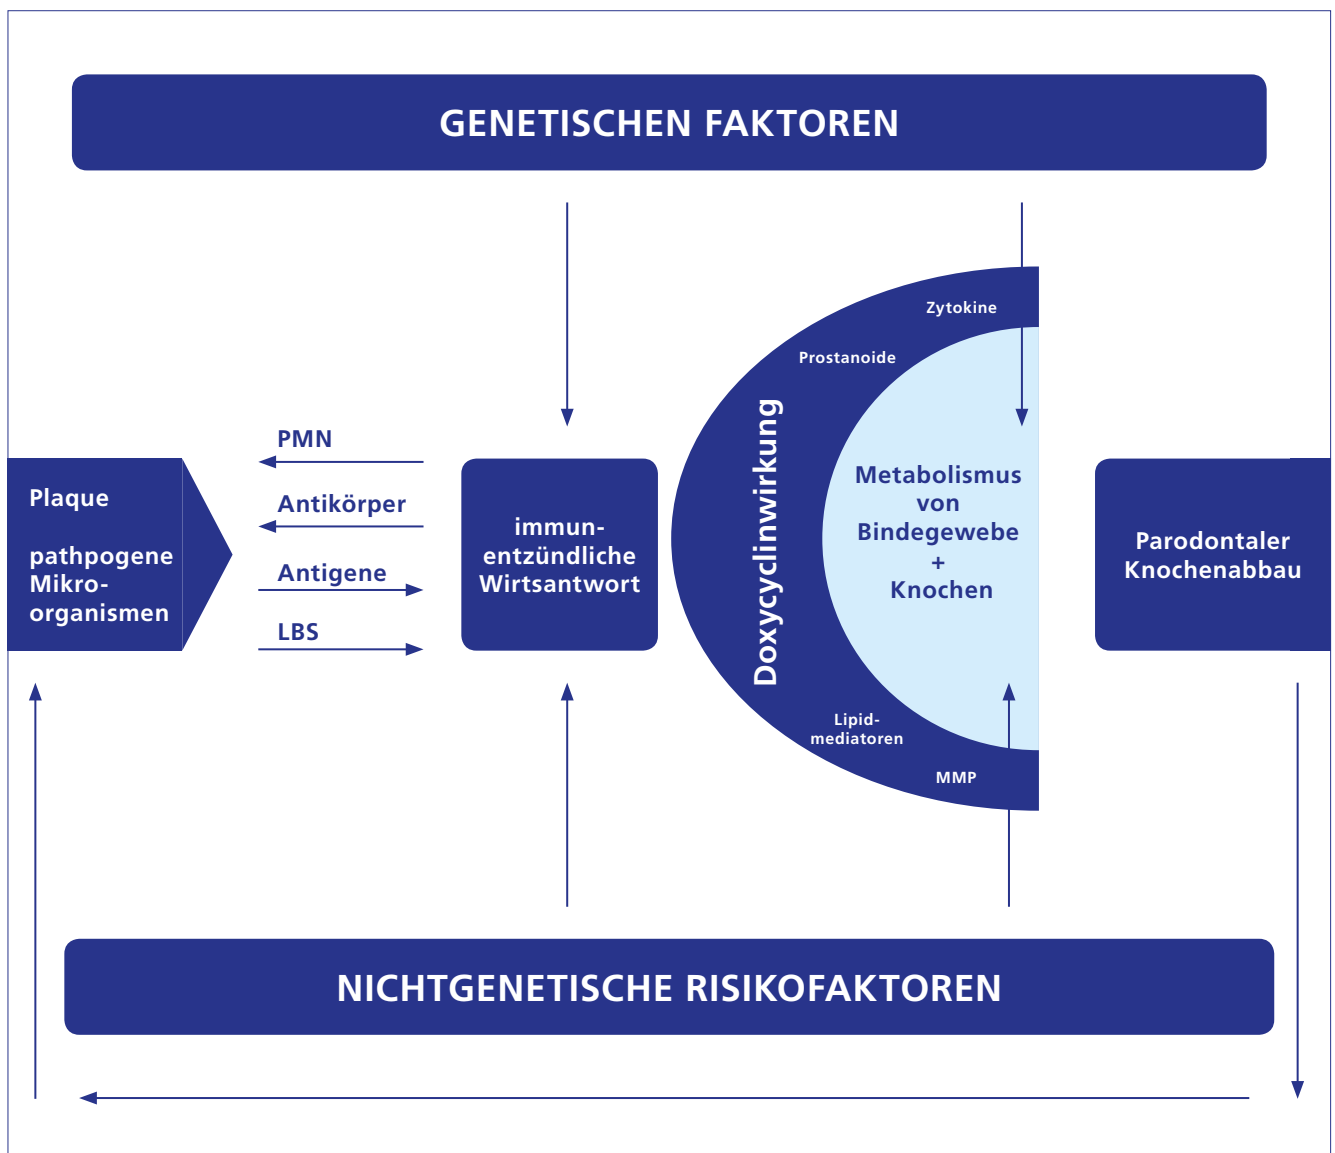 GENETISCHEN FAKTOREN
Zytokine
Prostanoide
Doxycyclinwirkung
PMN
Antikörper
Antigene
LBS
Plaque
pathpogene
Mikro-
organismen
immun-
entzündliche
Wirtsantwort
Metabolismus
von
Bindegewebe
+
Knochen
Parodontaler
Knochenabbau
Lipid-
mediatoren
MMP
NICHTGENETISCHE RISIKOFAKTOREN